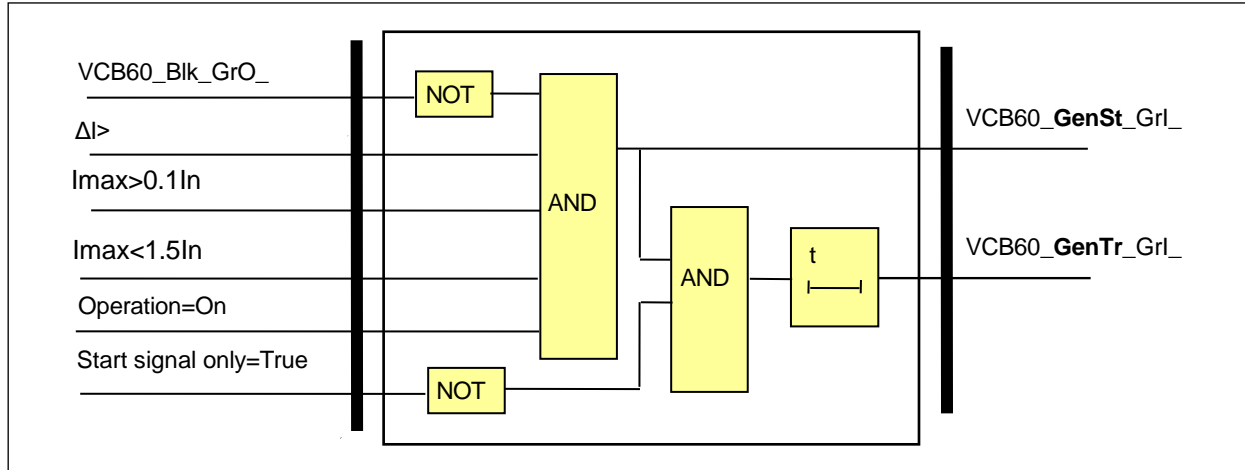 VCB60_Blk_GrO_
NOT
ΔI>
VCB60_GenSt_GrI_
Imax>0.1In
AND
Imax<1.5In
t
VCB60_GenTr_GrI_
AND
Operation=On
Start signal only=True
NOT